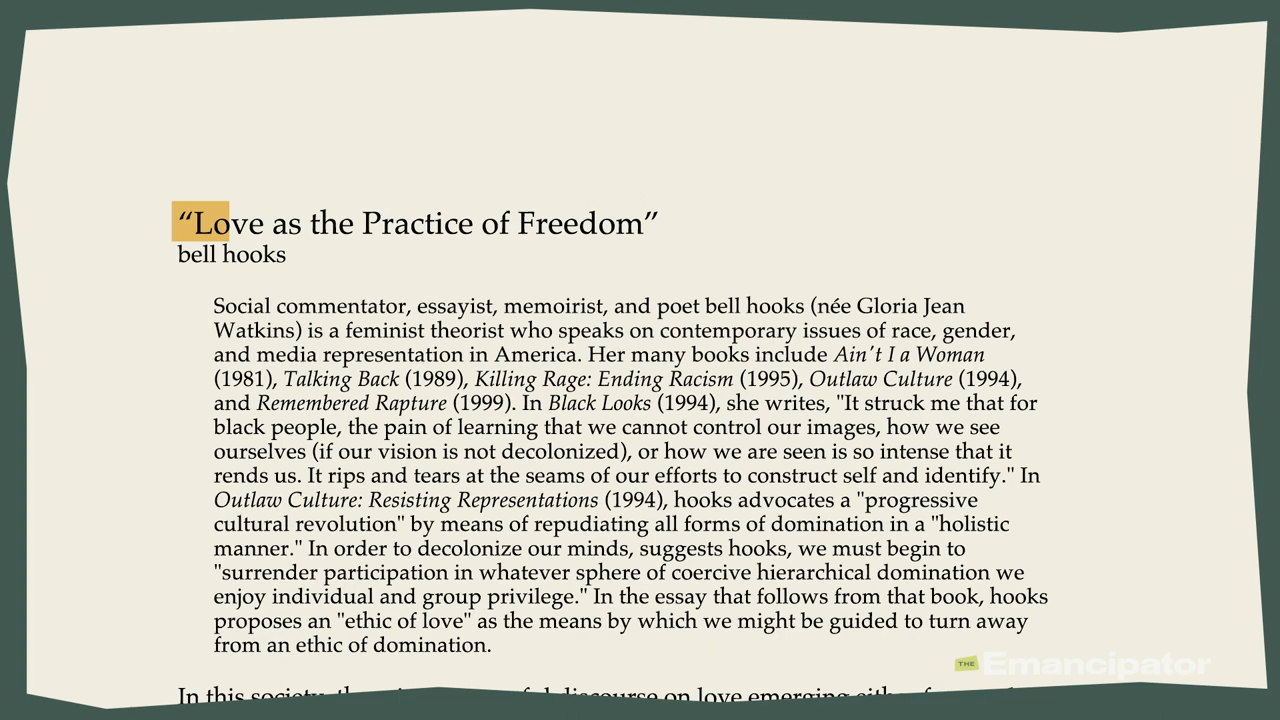 “Love as the Practice of Freedom”
bell hooks
Social commentator, essayist, memoirist, and poet bell hooks (née Gloria Jean
Watkins) is a feminist theorist who speaks on contemporary issues of race, gender,
and media representation in America. Her many books include Ain't I a Woman
(1981), Talking Back (1989), Killing Rage: Ending Racism (1995), Outlaw Culture (1994),
and Remembered Rapture (1999). In Black Looks (1994), she writes, "It struck me that for
black people, the pain of learning that we cannot control our images, how we see
ourselves (if our vision is not decolonized), or how we are seen is so intense that it
rends us. It rips and tears at the seams of our efforts to construct self and identify." In
Outlaw Culture: Resisting Representations (1994), hooks advocates a "progressive
cultural revolution" by means of repudiating all forms of domination in a "holistic
manner." In order to decolonize our minds, suggests hooks, we must begin to
"surrender participation in whatever sphere of coercive hierarchical domination we
enjoy individual and group privilege." In the essay that follows from that book, hooks
proposes an "ethic of love" as the means by which we might be guided to turn away
from an ethic of domination.
THE Emancipator
In this society, discourse on love emerging